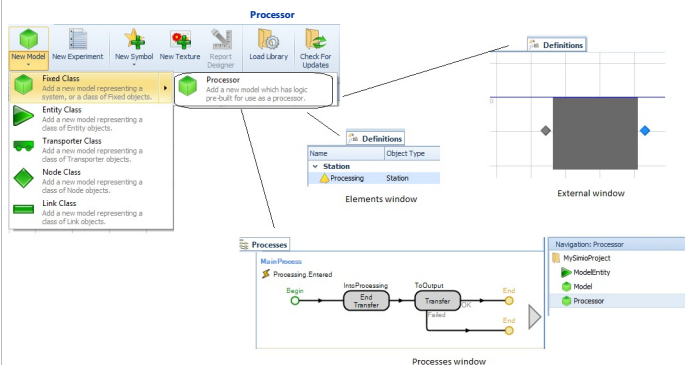 Processor
New Model
New Experiment
New Symbol
New Texture
Report
Designer
Load Library
Check For
Updates
Fixed Class
Add a new model representing a
system, or a class of Fixed objects.
Processor
Add a new model which has logic
pre-built for use as a processor.
Entity Class
Add a new model representing a
class of Entity objects.
Transporter Class
Add a new model representing a
class of Transporter objects.
Node Class
Add a new model representing a
class of Node objects.
Link Class
Add a new model representing a
class of Link objects.
Definitions
Name
Object Type
Station
Processing
Station
Elements window
Definitions
0
External window
Processes
MainProcess
Processing.Entered
Begin
IntoProcessing
End
Transfer
ToOutput
Transfer
OK
Failed
End
End
Navigation: Processor
MySimioProject
ModelEntity
Model
Processor
Processes window